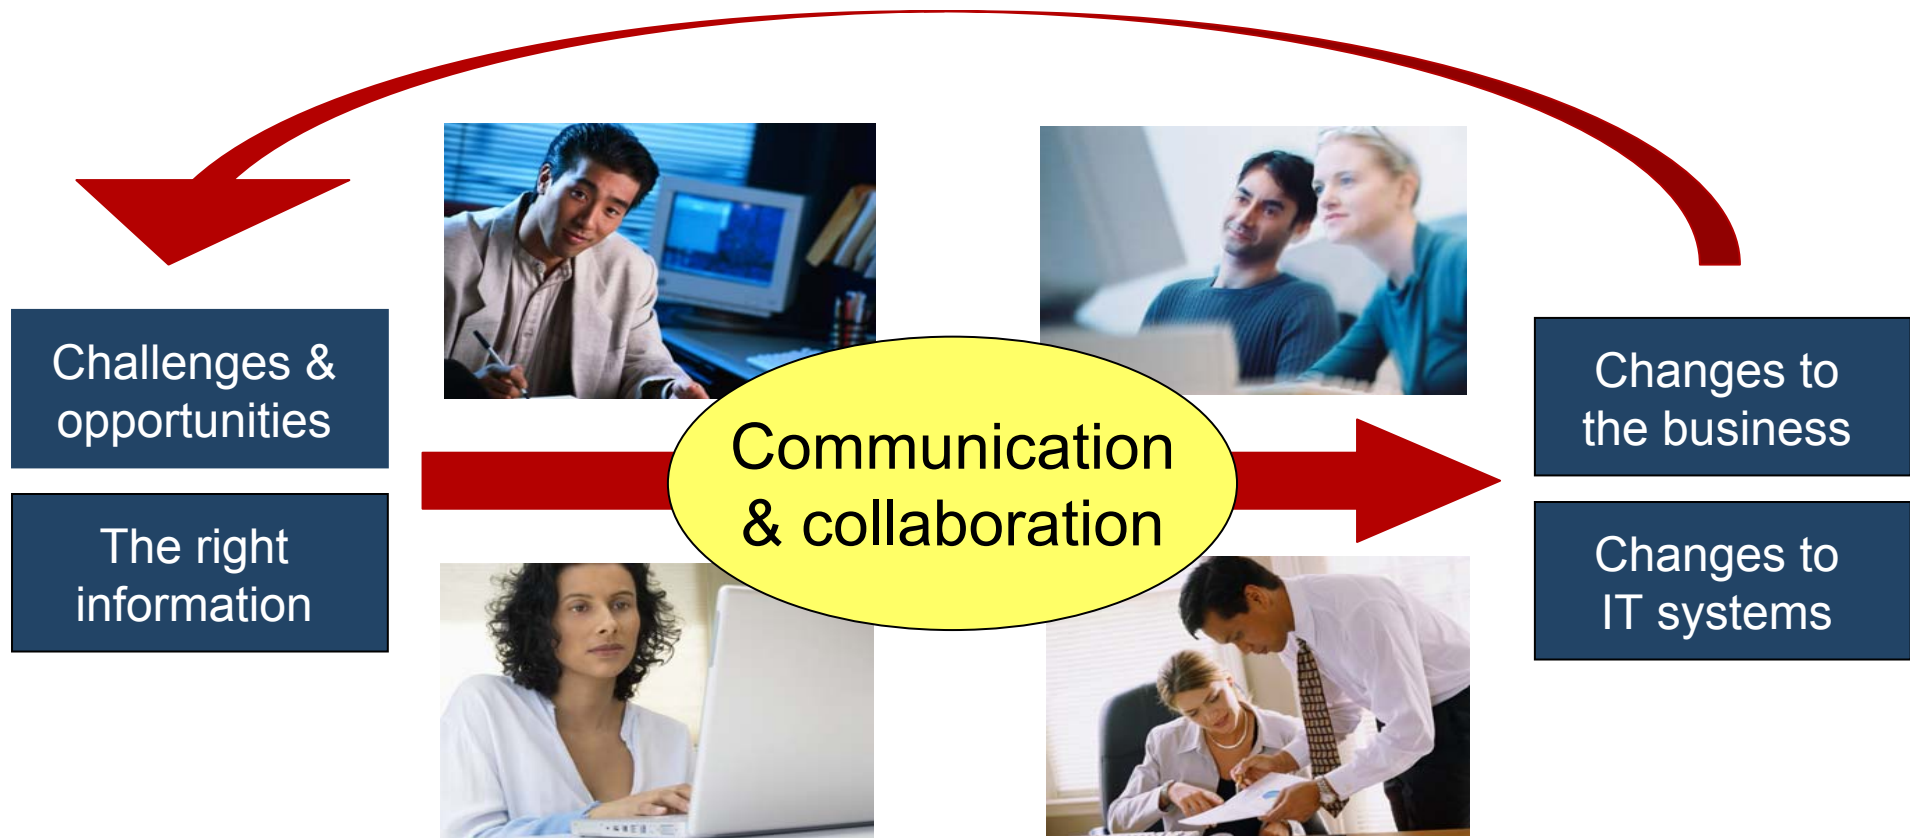 Challenges &
opportunities
The right
information
Communication
& collaboration
Changes to
the business
Changes to
IT systems